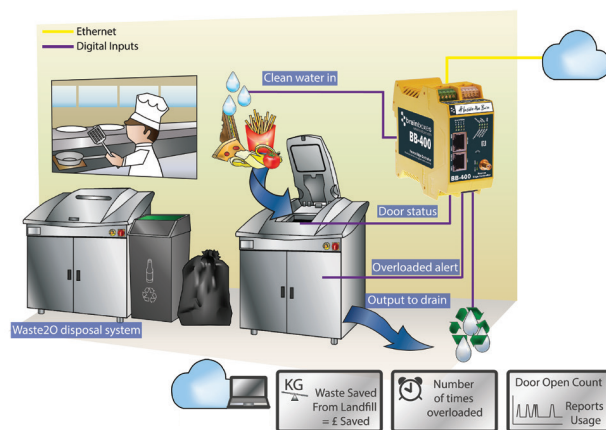 Ethernet
Digital Inputs
Clean water in
brainboxes
BB-400
BB-400
Door status
Overloaded alert
Output to drain
Waste2O disposal system
KG
Waste Saved
From Landfill
= £ Saved
Number
of times
overloaded
Door Open Count
Reports
Usage